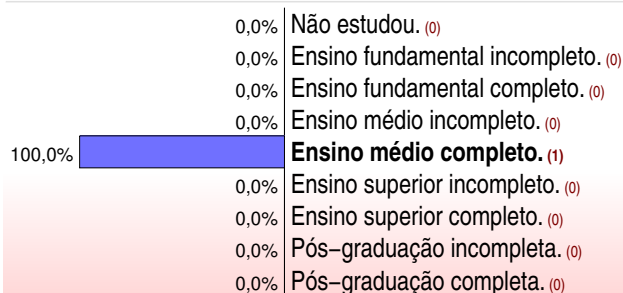 0,0% Não estudou. (0)
0,0% Ensino fundamental incompleto. (0)
0,0% Ensino fundamental completo. (0)
0,0% Ensino médio incompleto. (0)
100,0% Ensino médio completo. (1)
0,0% Ensino superior incompleto. (0)
0,0% Ensino superior completo. (0)
0,0% Pós−graduação incompleta. (0)
0,0% Pós−graduação completa. (0)